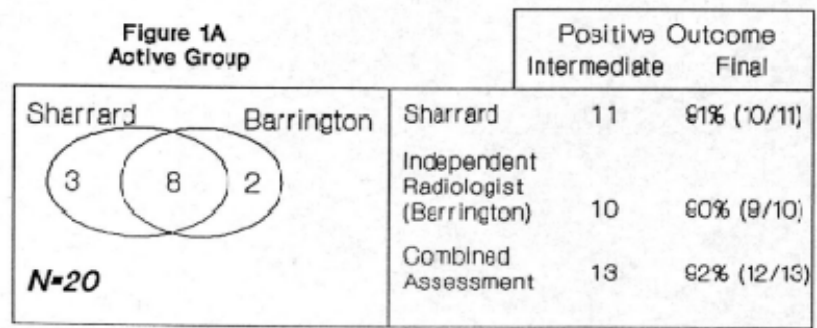 Figure 1A
Active Group
Positive Outcome
Intermediate Final
Sharrard Barrington
3 8 2
N=20
Sharrard 11 91% (10/11)
Independent
Radiologist
(Barrington) 10 90% (9/10)
Combined
Assessment 13 92% (12/13)